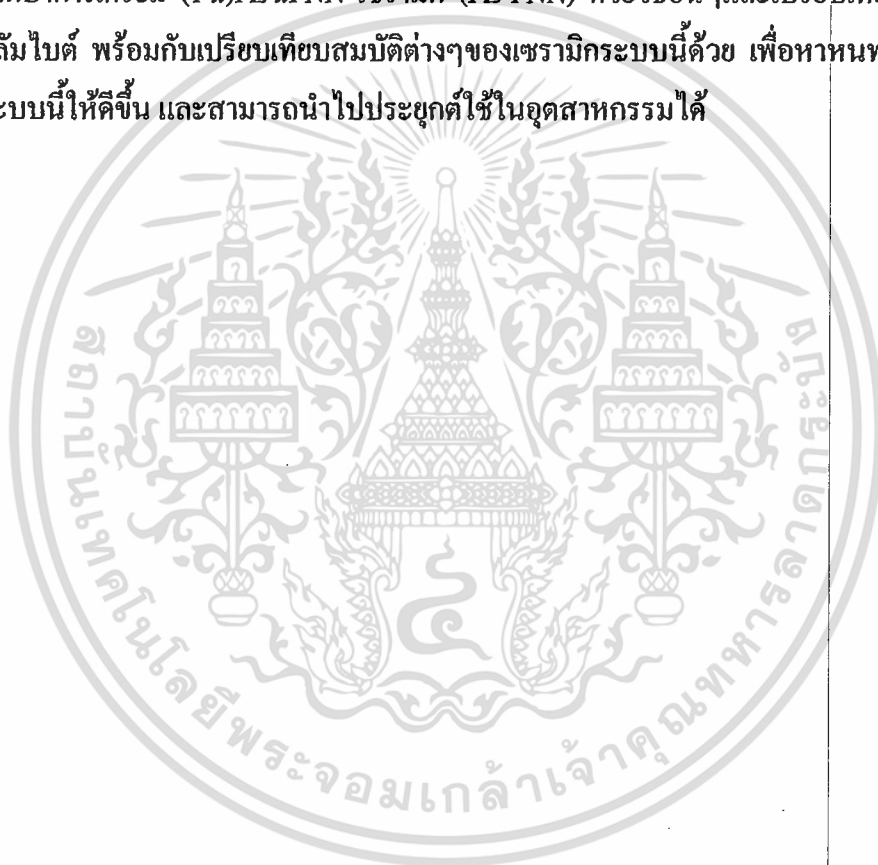 ลัมไบต์ พร้อมกับเปรียบเทียบสมบัติต่างๆของเซรามิกระบบนี้ด้วย เพื่อหาหนท
ะบบนี้ให้ดีขึ้น และสามารถนำไปประยุกต์ใช้ในอุตสาหกรรมได้
สถาบันเทคโนโลยีพระจอมเกล้าเจ้าคุณทหารลาดกระบัง